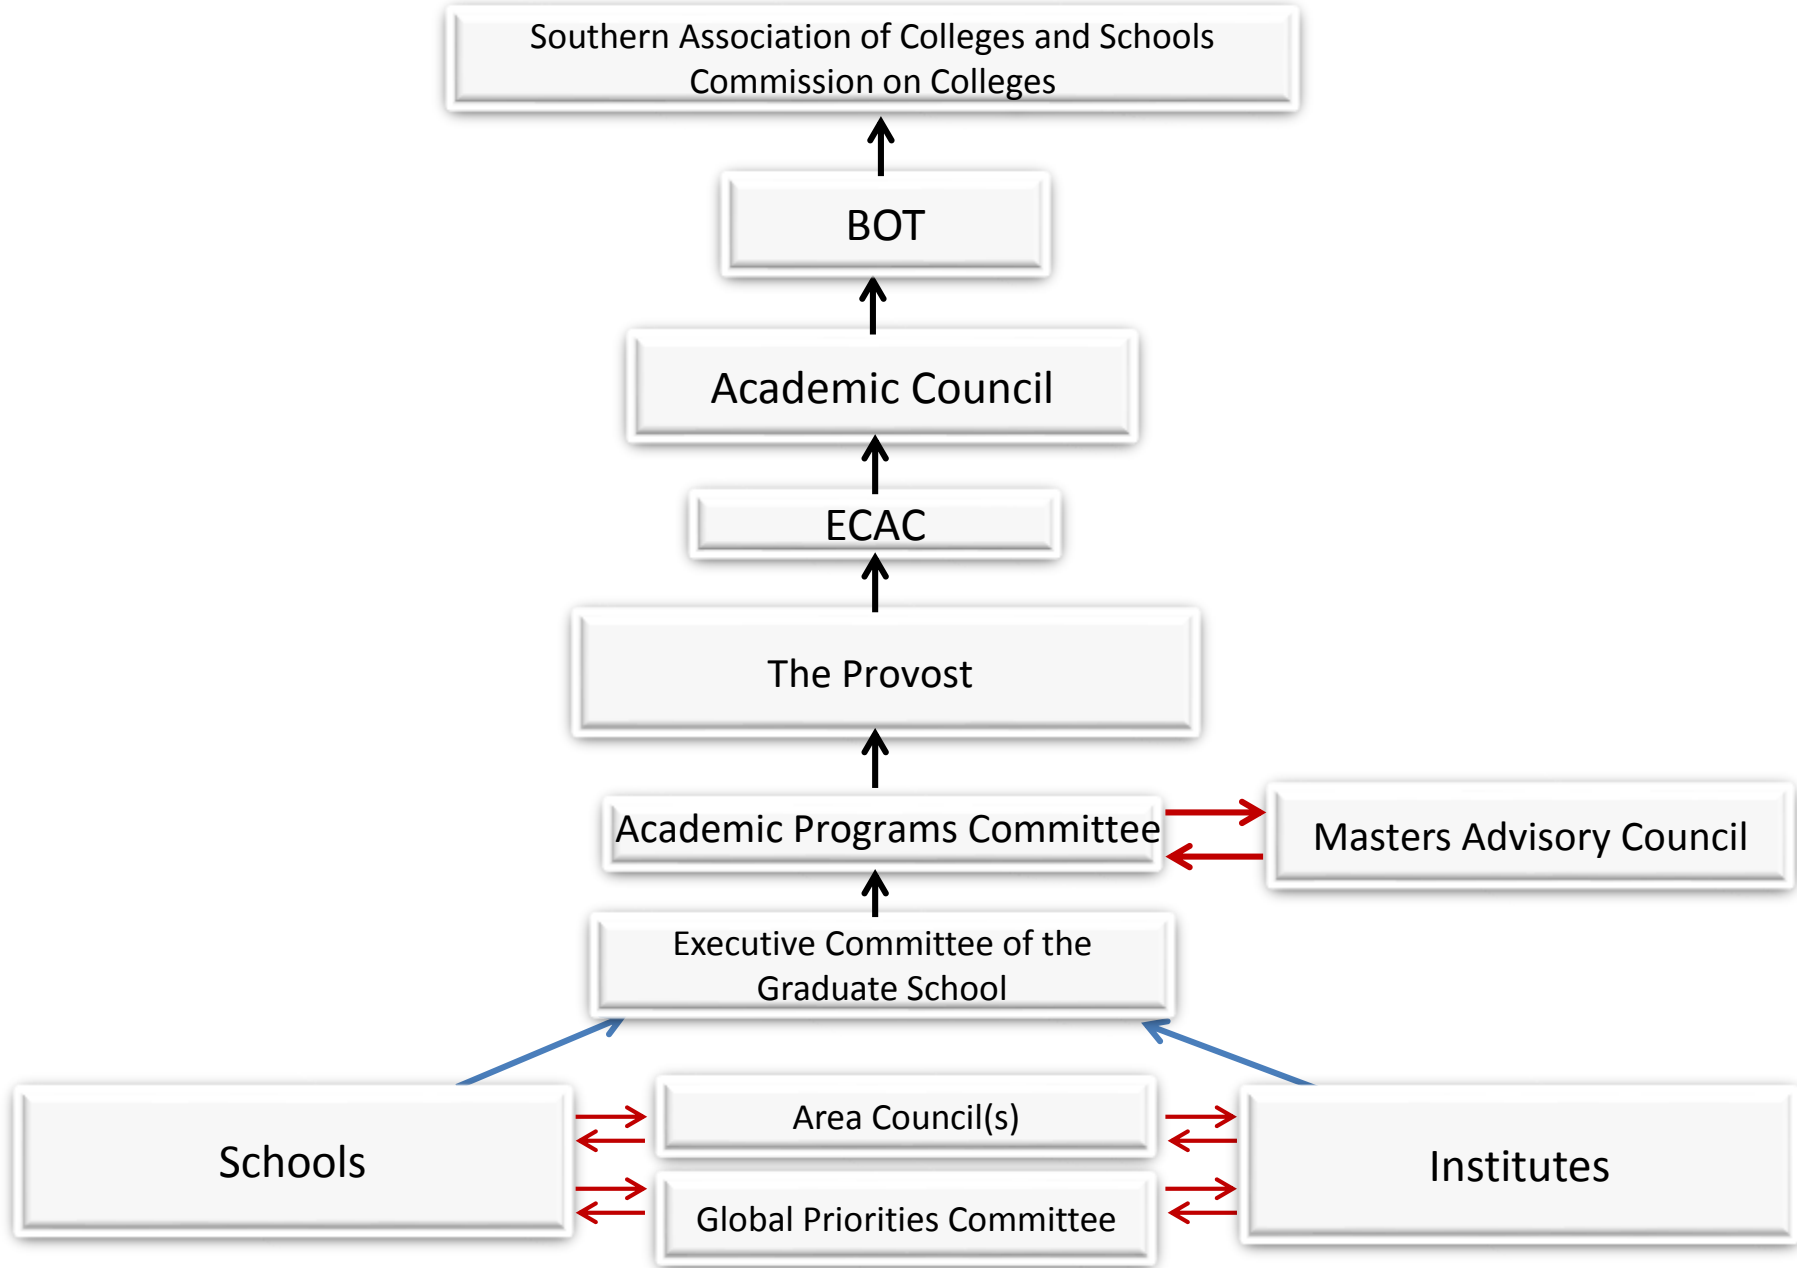 Southern Association of Colleges and Schools
Commission on Colleges
BOT
Academic Council
ECAC
The Provost
Academic Programs Committee
Masters Advisory Council
Executive Committee of the
Graduate School
Schools
Area Council(s)
Global Priorities Committee
Institutes